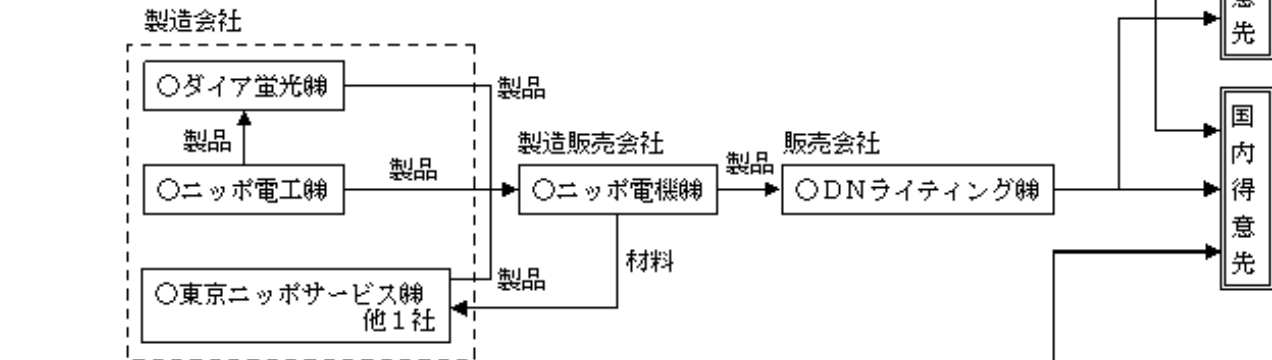 製造会社
○ダイア蛍光㈱
製品
製品
○ニッポ電工㈱
製品
製造販売会社
○ニッポ電機㈱
製品
販売会社
○DNライティング㈱
材料
製品
○東京ニッポサービス㈱
他1社
意
先
国
内
得
意
先